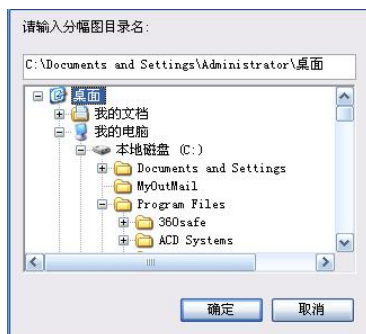 请输入分幅图目录名:
C:\Documents and Settings\Administrator\桌面
桌面
我的文档
我的电脑
本地磁盘 (C:)
Documents and Settings
MyOutMail
Program Files
360safe
ACD Systems
确定 取消